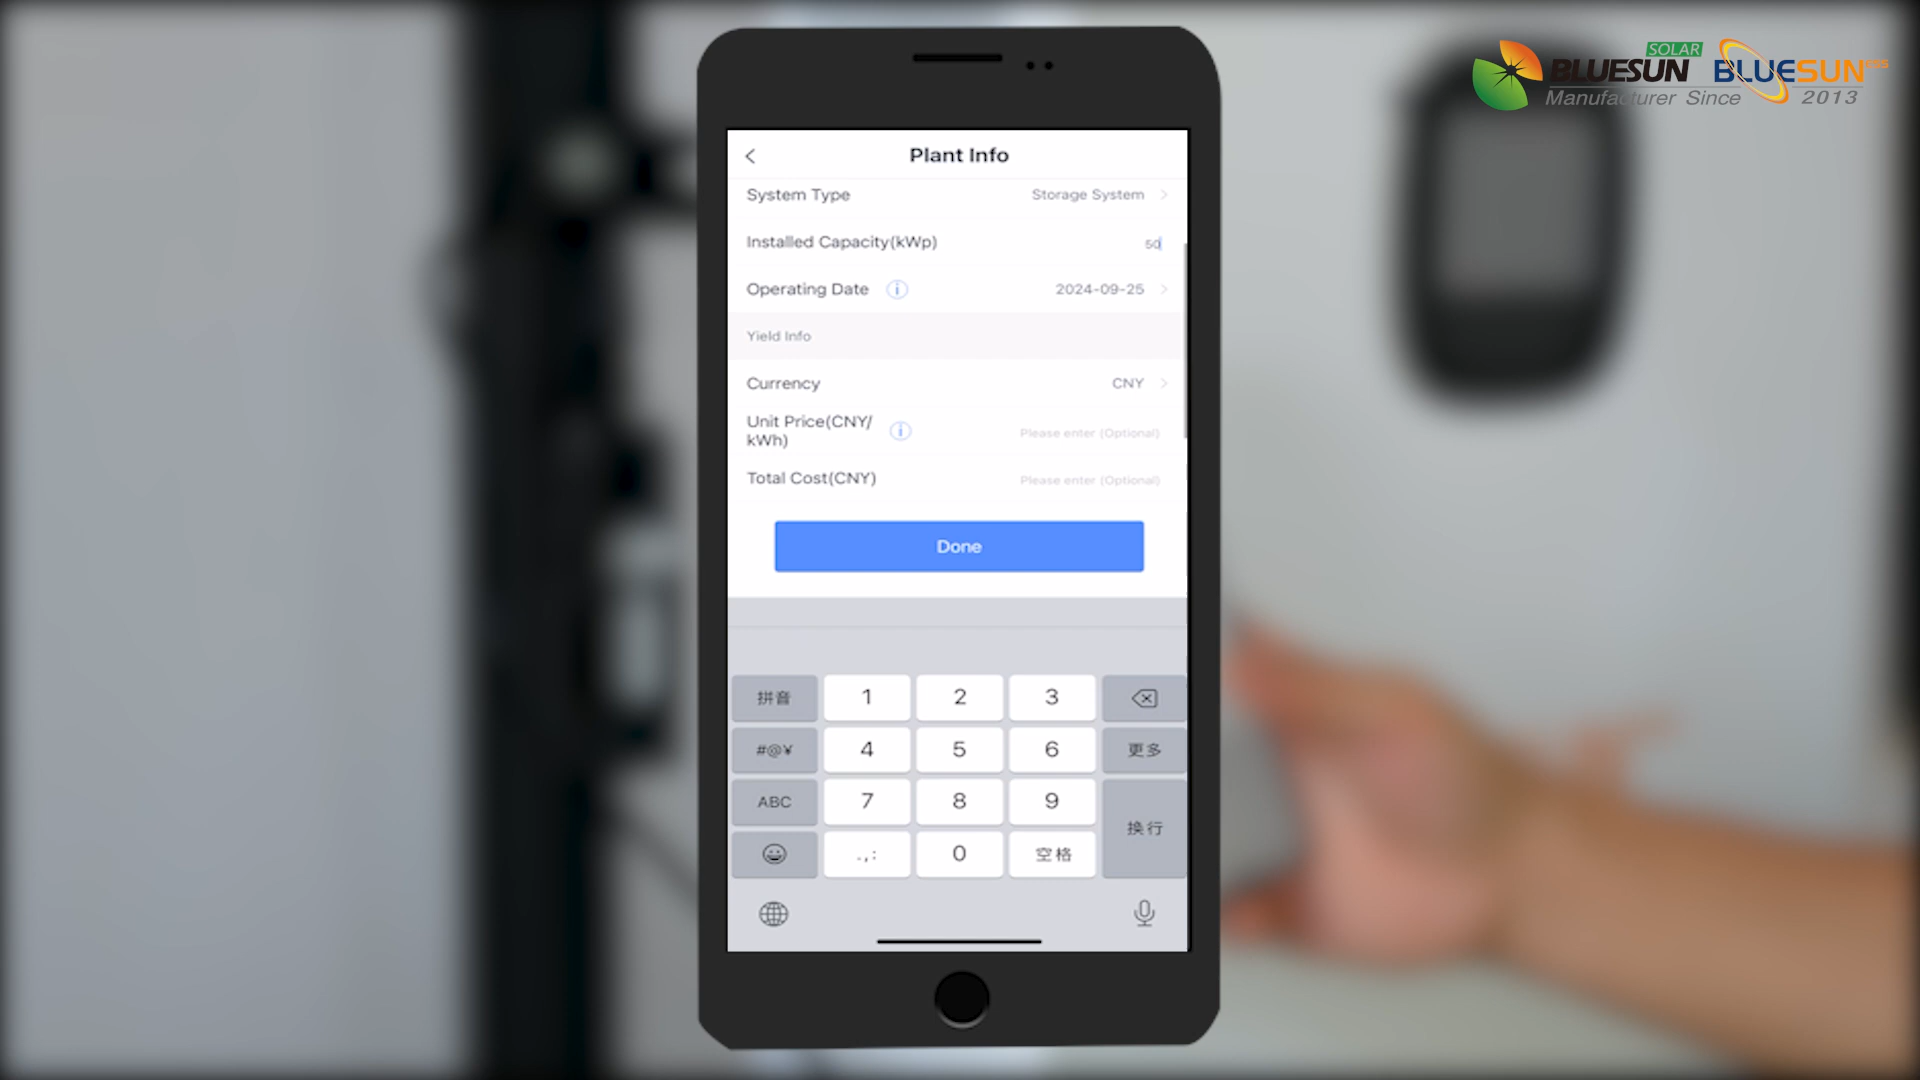 SOLAR
BLUESUN BLUESUN
Manufacturer Since 2013
Plant Info
System Type Storage System
Installed Capacity(kWp) 50
Operating Date 2024-09-25
Yield Info
Currency CNY
Unit Price(CNY/
kWh) Please enter (Optional)
Total Cost(CNY) Please enter (Optional)
Done
拼音 1 2 3
#@¥ 4 5 6 更多
ABC 7 8 9
换行
.,: 0 空格